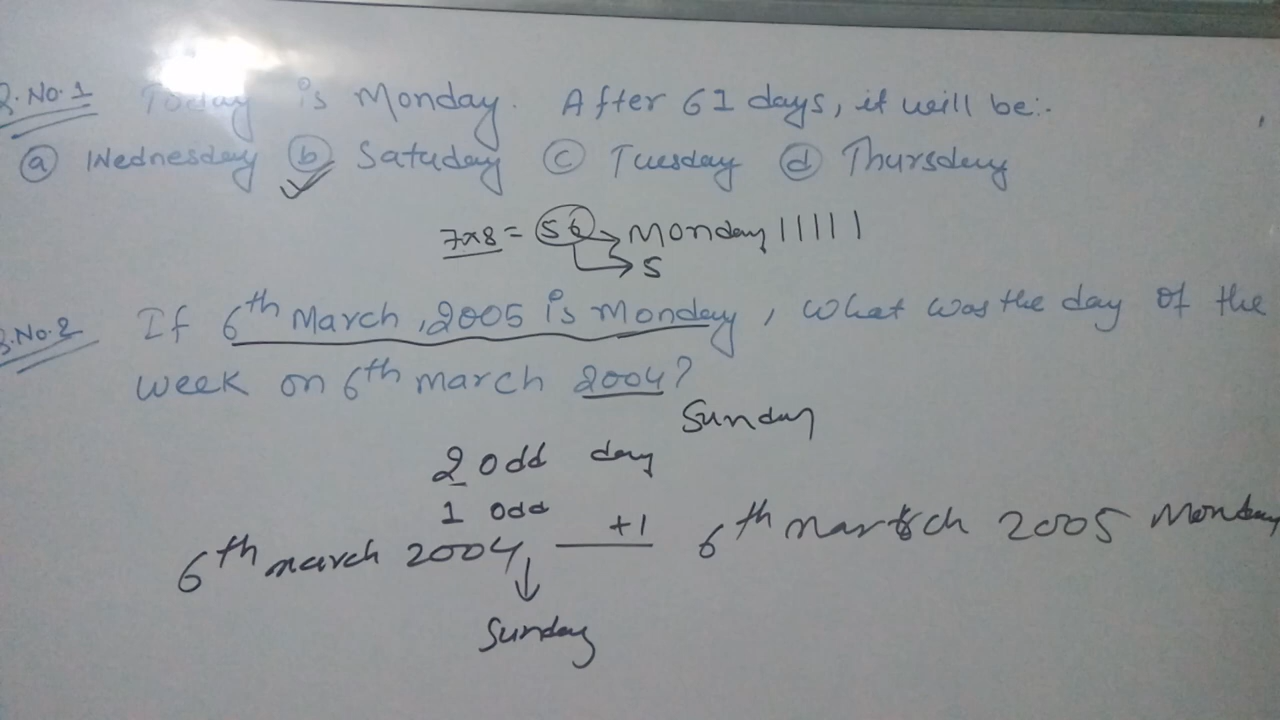 Q.No.1 Today is Monday. After 61 days, it will be:-
(a) Wednesday (b) Satuday (c) Tuesday (d) Thursday
7x8 = 56 → Monday | | | | |
→ 5
Q.No.2 If 6th March, 2005 is Monday, what was the day of the
week on 6th march 2004?
Sunday
2 odd day
1 odd
6th march 2004 +1 6th march 2005 Monday
Sunday